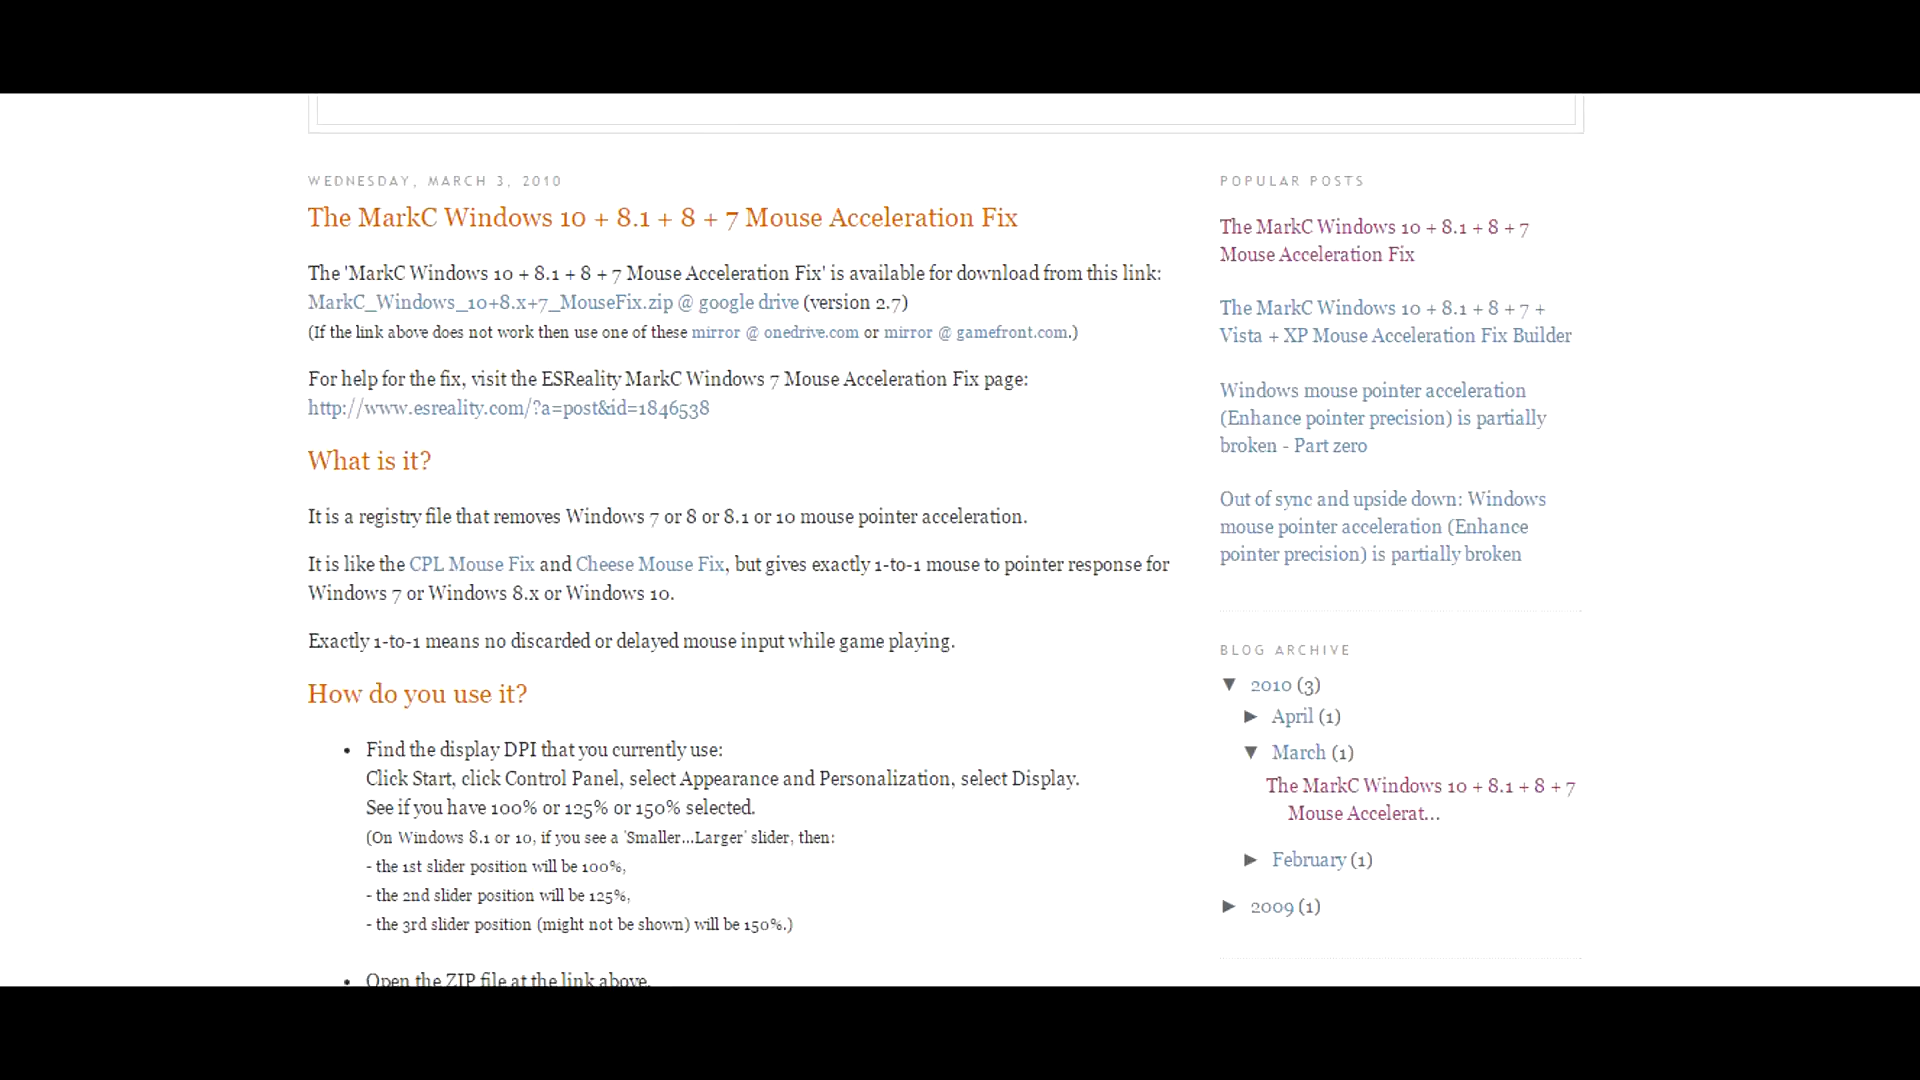 WEDNESDAY, MARCH 3, 2010
The MarkC Windows 10 + 8.1 + 8 + 7 Mouse Acceleration Fix
The 'MarkC Windows 10 + 8.1 + 8 + 7 Mouse Acceleration Fix' is available for download from this link:
MarkC_Windows_10+8.x+7_MouseFix.zip @ google drive (version 2.7)
(If the link above does not work then use one of these mirror @ onedrive.com or mirror @ gamefront.com.)
For help for the fix, visit the ESReality MarkC Windows 7 Mouse Acceleration Fix page:
http://www.esreality.com/?a=post&id=1846538
What is it?
It is a registry file that removes Windows 7 or 8 or 8.1 or 10 mouse pointer acceleration.
It is like the CPL Mouse Fix and Cheese Mouse Fix, but gives exactly 1-to-1 mouse to pointer response for
Windows 7 or Windows 8.x or Windows 10.
Exactly 1-to-1 means no discarded or delayed mouse input while game playing.
How do you use it?
• Find the display DPI that you currently use:
Click Start, click Control Panel, select Appearance and Personalization, select Display.
See if you have 100% or 125% or 150% selected.
(On Windows 8.1 or 10, if you see a 'Smaller...Larger' slider, then:
- the 1st slider position will be 100%,
- the 2nd slider position will be 125%,
- the 3rd slider position (might not be shown) will be 150%.)
• Open the ZIP file at the link above.
POPULAR POSTS
The MarkC Windows 10 + 8.1 + 8 + 7
Mouse Acceleration Fix
The MarkC Windows 10 + 8.1 + 8 + 7 +
Vista + XP Mouse Acceleration Fix Builder
Windows mouse pointer acceleration
(Enhance pointer precision) is partially
broken - Part zero
Out of sync and upside down: Windows
mouse pointer acceleration (Enhance
pointer precision) is partially broken
BLOG ARCHIVE
▼ 2010 (3)
► April (1)
▼ March (1)
The MarkC Windows 10 + 8.1 + 8 + 7
Mouse Accelerat...
► February (1)
► 2009 (1)